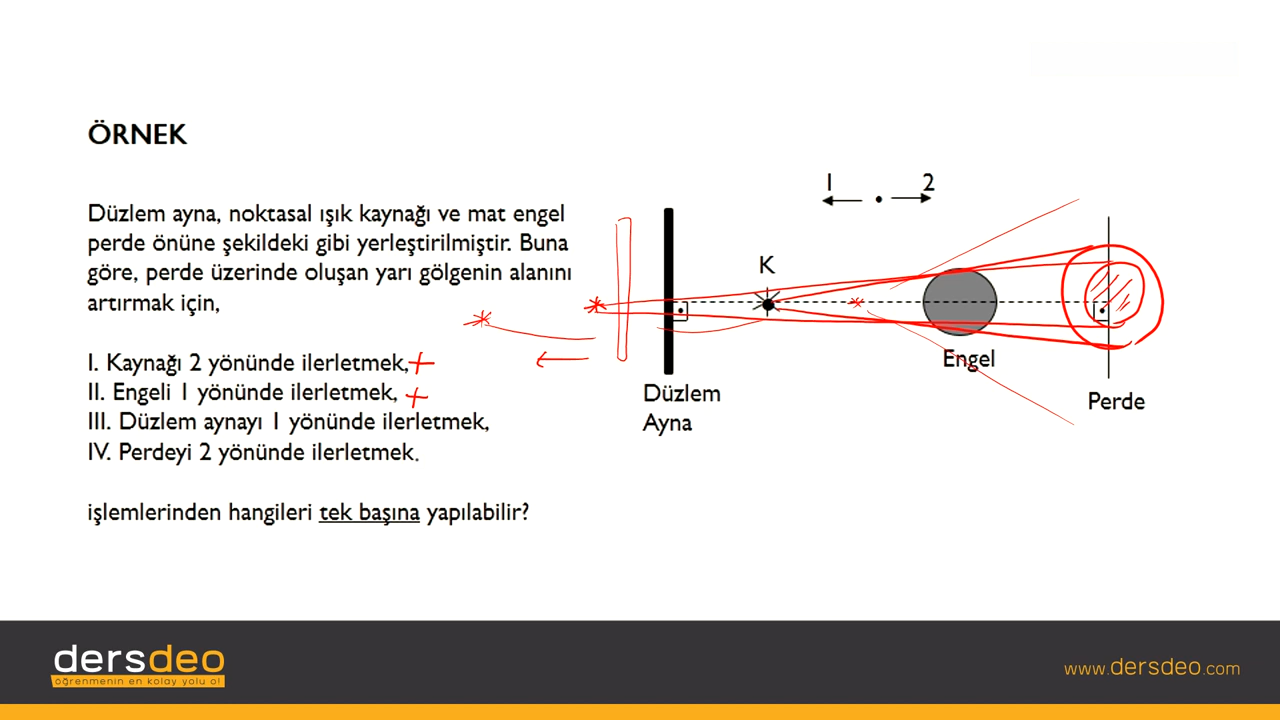 ÖRNEK
1 2
Düzlem ayna, noktasal ışık kaynağı ve mat engel
perde önüne şekildeki gibi yerleştirilmiştir. Buna
göre, perde üzerinde oluşan yarı gölgenin alanını
artırmak için,
K
I. Kaynağı 2 yönünde ilerletmek, +
II. Engeli 1 yönünde ilerletmek, +
III. Düzlem aynayı 1 yönünde ilerletmek,
IV. Perdeyi 2 yönünde ilerletmek.
Engel
Düzlem
Ayna
Perde
işlemlerinden hangileri tek başına yapılabilir?
dersdeo
öğrenmenin en kolay yolu o!
www.dersdeo.com